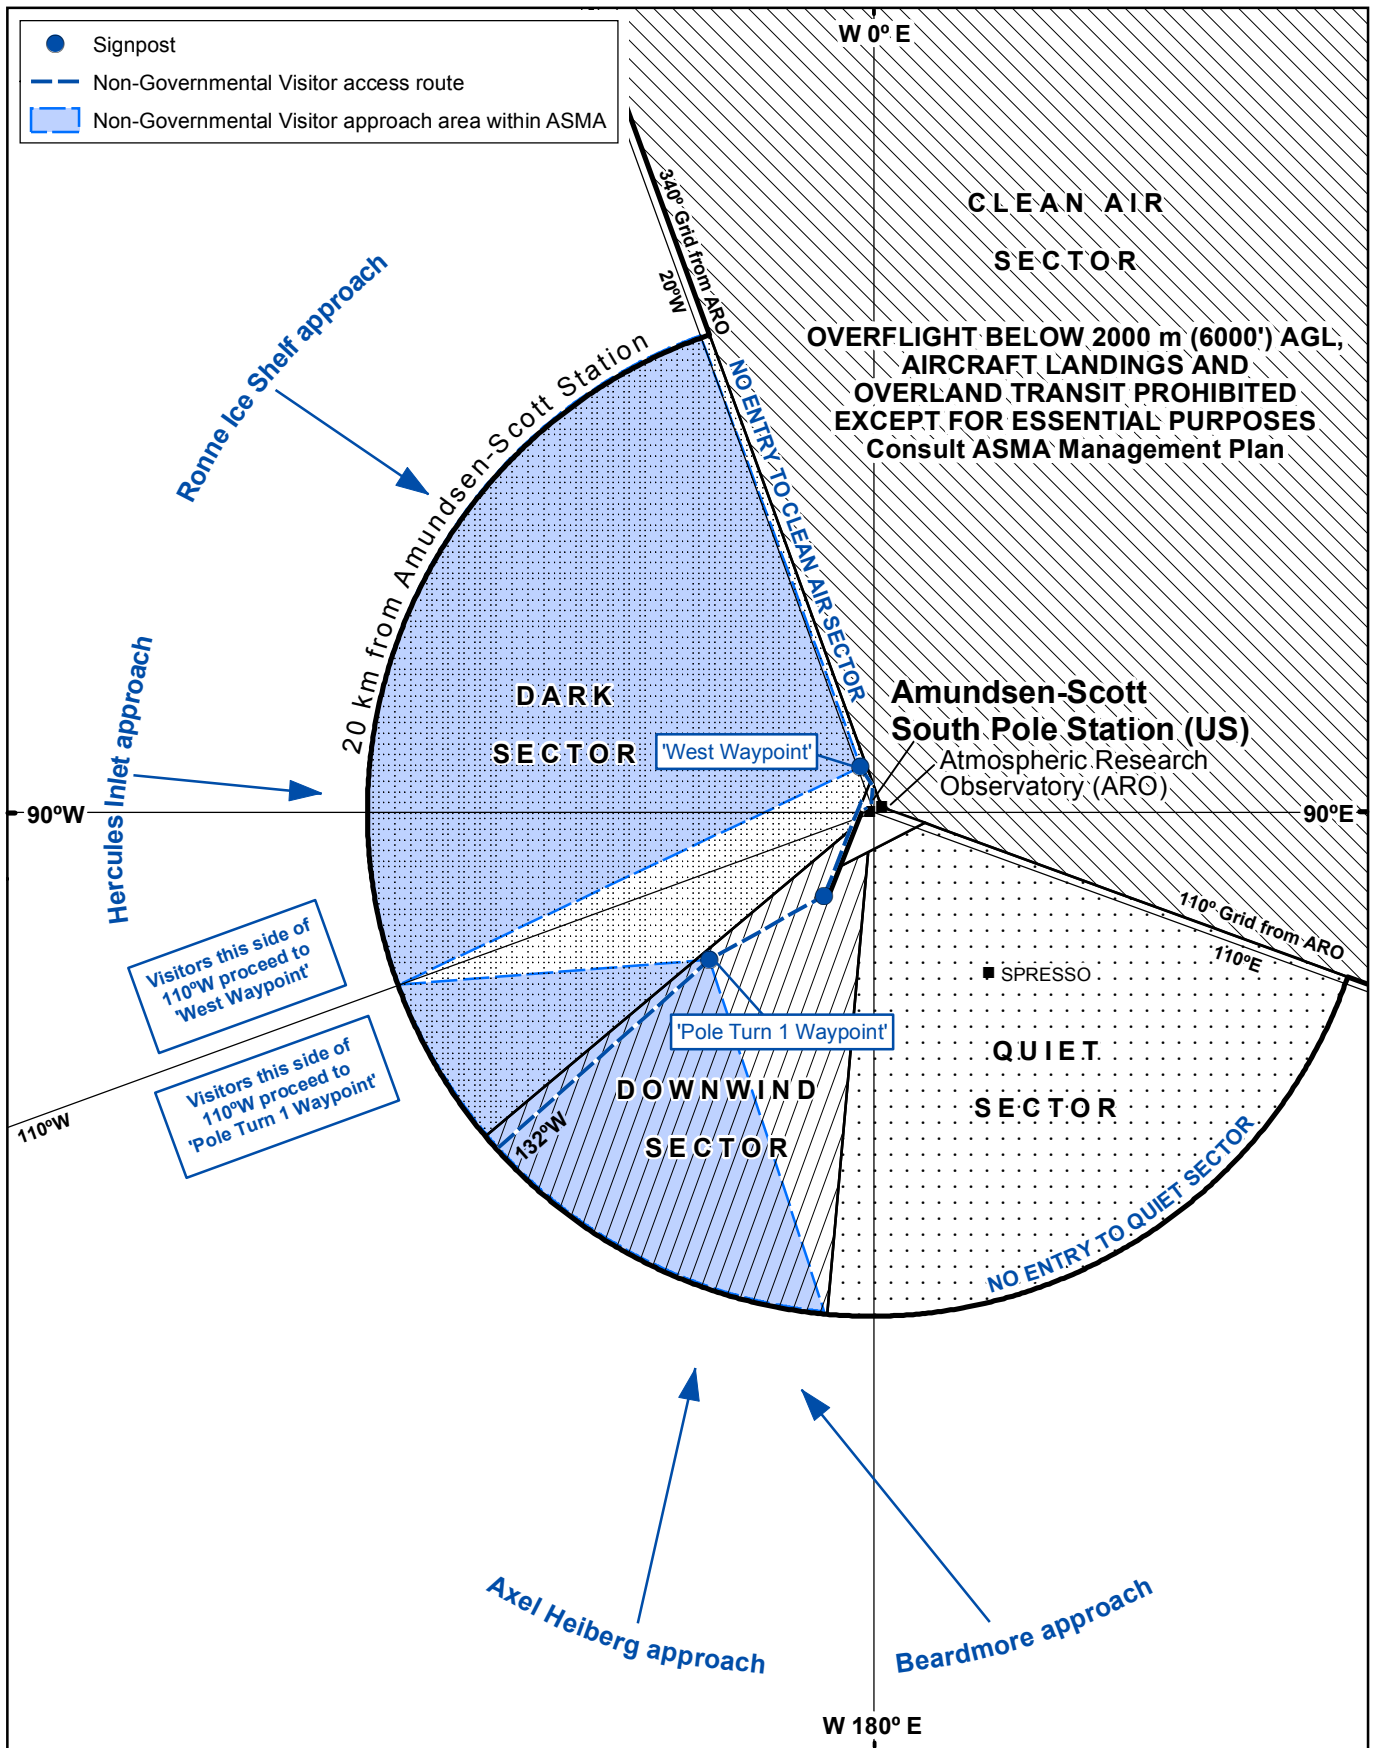 Signpost
Non-Governmental Visitor access route
Non-Governmental Visitor approach area within ASMA
W 0º E
340º Grid from ARO
20ºW
CLEAN AIR
SECTOR
OVERFLIGHT BELOW 2000 m (6000') AGL,
AIRCRAFT LANDINGS AND
OVERLAND TRANSIT PROHIBITED
EXCEPT FOR ESSENTIAL PURPOSES
Consult ASMA Management Plan
Ronne Ice Shelf approach
20 km from Amundsen-Scott Station
NO ENTRY TO CLEAN AIR SECTOR
DARK
SECTOR
'West Waypoint'
Amundsen-Scott
South Pole Station (US)
Atmospheric Research
Observatory (ARO)
Hercules Inlet approach
90ºW
90ºE
110º Grid from ARO
110ºE
SPRESSO
Visitors this side of
110ºW proceed to
'West Waypoint'
Visitors this side of
110ºW proceed to
'Pole Turn 1 Waypoint'
110ºW
'Pole Turn 1 Waypoint'
QUIET
SECTOR
DOWNWIND
SECTOR
132ºW
NO ENTRY TO QUIET SECTOR
Axel Heiberg approach
Beardmore approach
W 180º E